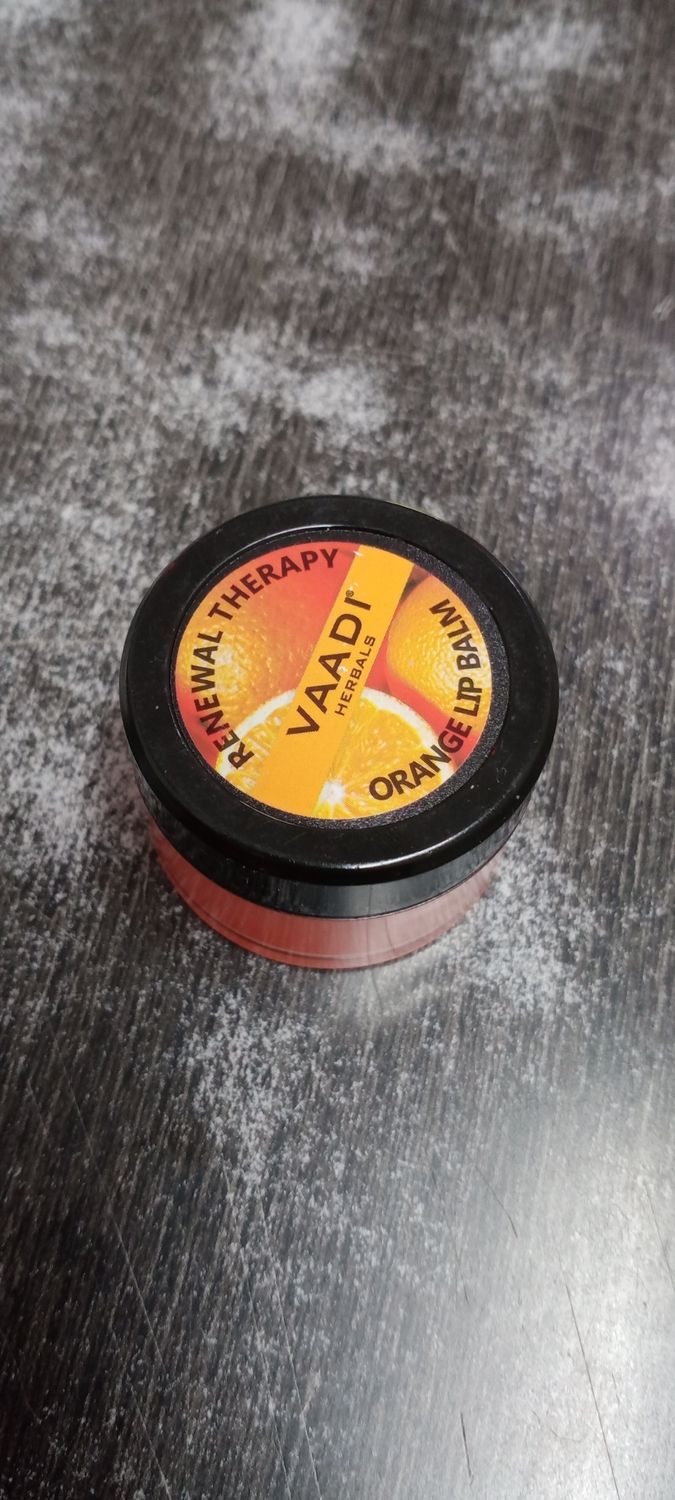 RENEWAL THERAPY
VAADI®
HERBALS
ORANGE LIP BALM